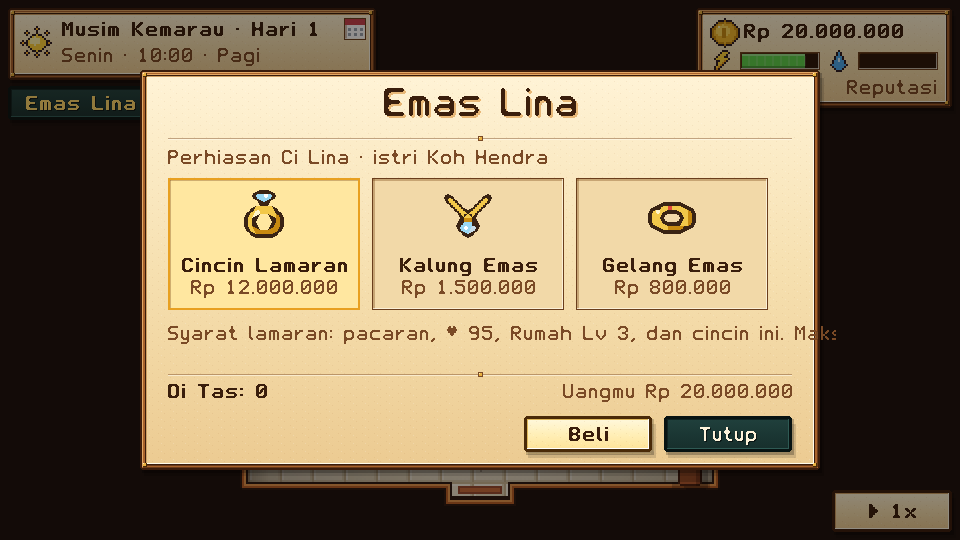 Musim Kemarau · Hari 1
Senin · 10:00 · Pagi
Rp 20.000.000
Reputasi
Emas Lina
Emas Lina
Perhiasan Ci Lina · istri Koh Hendra
Cincin Lamaran
Rp 12.000.000
Kalung Emas
Rp 1.500.000
Gelang Emas
Rp 800.000
Syarat lamaran: pacaran, ♥ 95, Rumah Lv 3, dan cincin ini. Maks
Di Tas: 0
Uangmu Rp 20.000.000
Beli
Tutup
1x